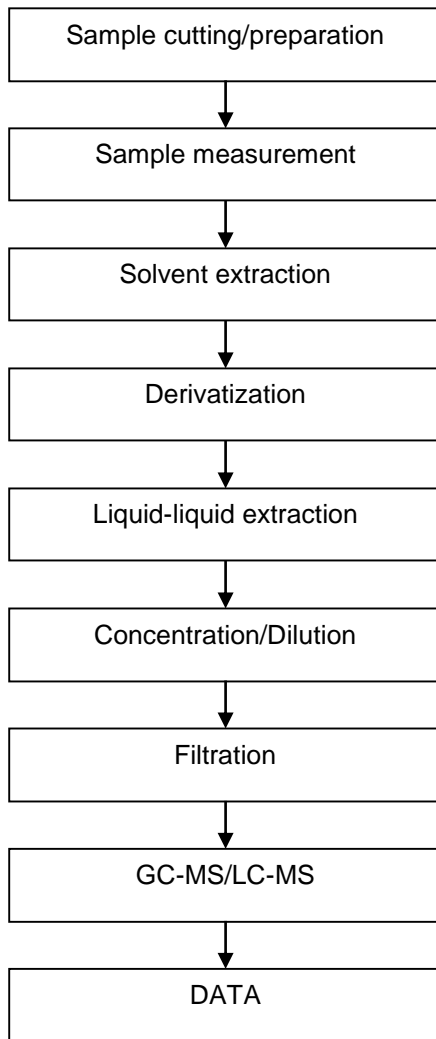 Sample cutting/preparation
Sample measurement
Solvent extraction
Derivatization
Liquid-liquid extraction
Concentration/Dilution
Filtration
GC-MS/LC-MS
DATA